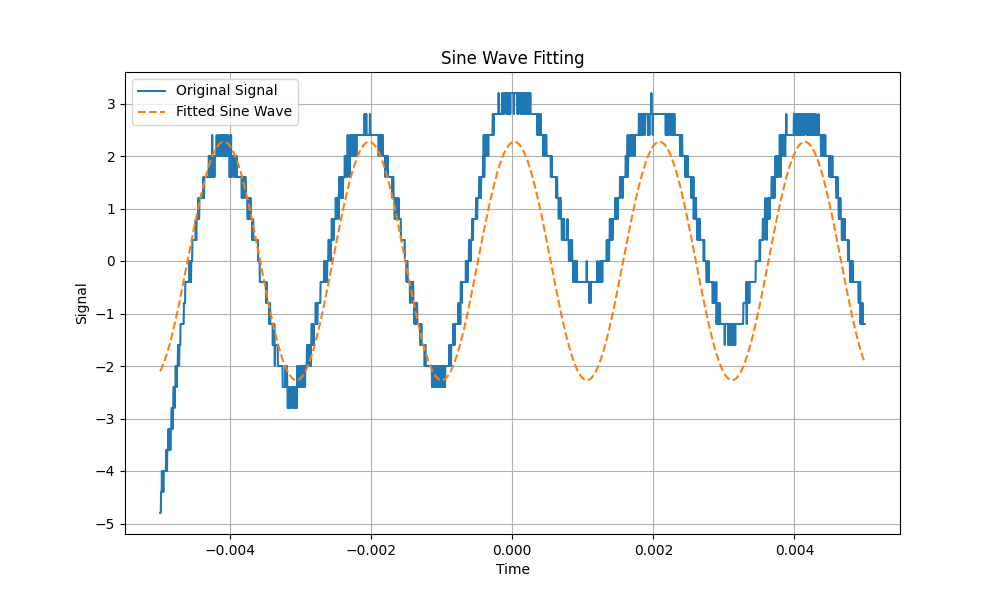 Sine Wave Fitting
Original Signal
Fitted Sine Wave
Signal
3
2
1
0
−1
−2
−3
−4
−5
−0.004 −0.002 0.000 0.002 0.004
Time